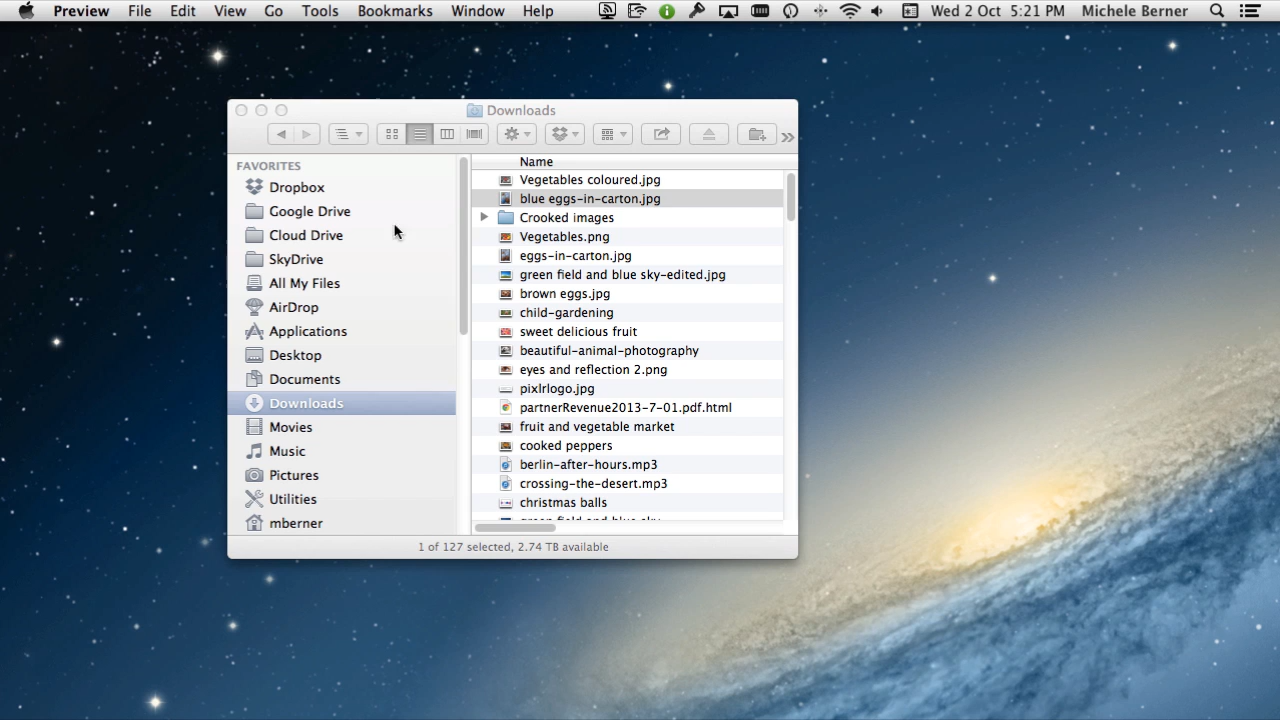 Preview File Edit View Go Tools Bookmarks Window Help Wed 2 Oct 5:21 PM Michele Berner
Downloads
FAVORITES
Dropbox
Google Drive
Cloud Drive
SkyDrive
All My Files
AirDrop
Applications
Desktop
Documents
Downloads
Movies
Music
Pictures
Utilities
mberner
Name
Vegetables coloured.jpg
blue eggs-in-carton.jpg
Crooked images
Vegetables.png
eggs-in-carton.jpg
green field and blue sky-edited.jpg
brown eggs.jpg
child-gardening
sweet delicious fruit
beautiful-animal-photography
eyes and reflection 2.png
pixlrlogo.jpg
partnerRevenue2013-7-01.pdf.html
fruit and vegetable market
cooked peppers
berlin-after-hours.mp3
crossing-the-desert.mp3
christmas balls
green field and blue sky
1 of 127 selected, 2.74 TB available